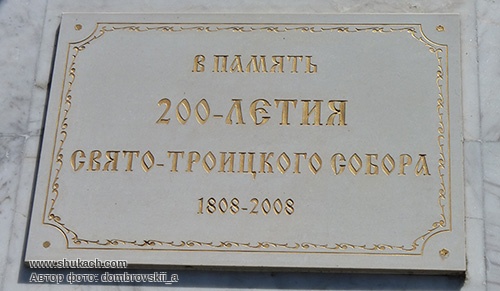 В ПАМЯТЬ
200-ЛЕТИЯ
СВЯТО-ТРОИЦКОГО СОБОРА
1808-2008
www.shukach.com
Автор фото: dombrovskii_a